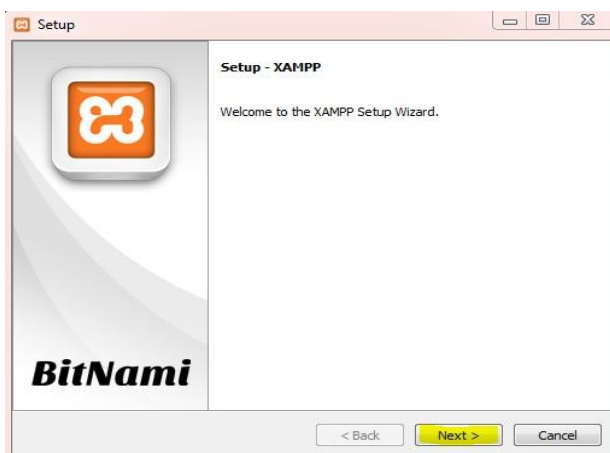 Setup
Setup - XAMPP
Welcome to the XAMPP Setup Wizard.
BitNami
< Back Next > Cancel